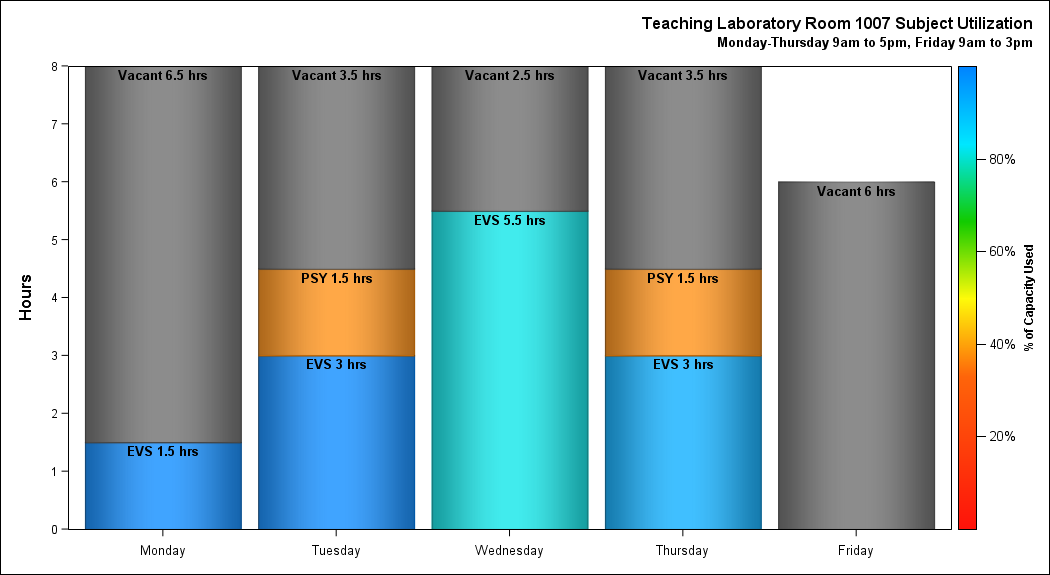 Teaching Laboratory Room 1007 Subject Utilization
Monday-Thursday 9am to 5pm, Friday 9am to 3pm
Hours
8
7
6
5
4
3
2
1
0
Vacant 6.5 hrs
EVS 1.5 hrs
Vacant 3.5 hrs
PSY 1.5 hrs
EVS 3 hrs
Vacant 2.5 hrs
EVS 5.5 hrs
Vacant 3.5 hrs
PSY 1.5 hrs
EVS 3 hrs
Vacant 6 hrs
Monday
Tuesday
Wednesday
Thursday
Friday
80%
60%
40%
20%
% of Capacity Used